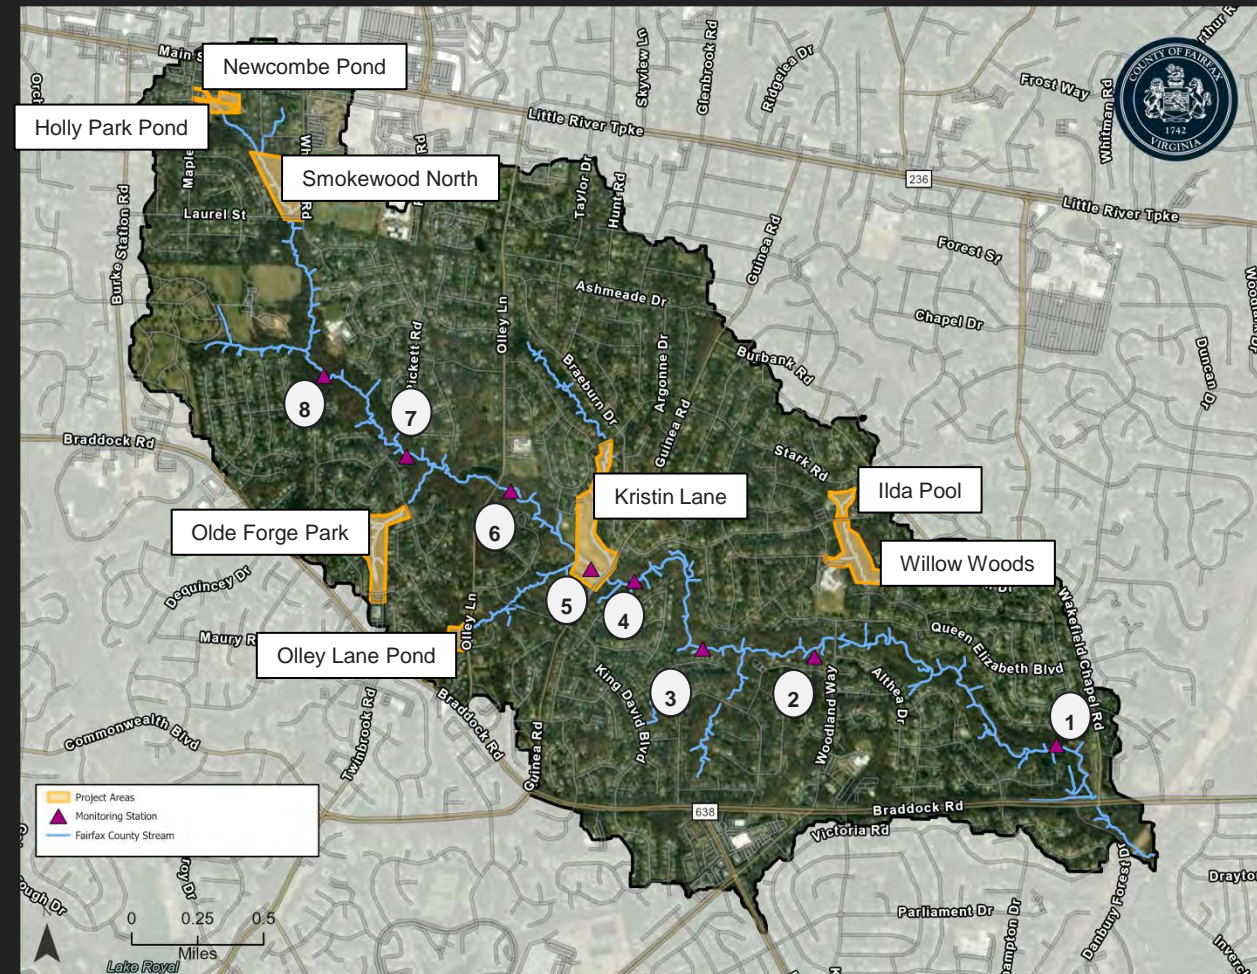 Main S
Newcombe Pond
Holly Park Pond
Smokewood North
Maple
Laurel St
Burke Station Rd
Little River Tpke
236
Little River Tpke
Skyview Ln
Glenbrook Rd
Ridgelea Dr
Frost Way
Whitman Rd
COUNTY OF FAIRFAX
1742
VIRGINIA
Taylor Dr
Hunt Rd
Guinea Rd
Forest St
Chapel Dr
Duncan Dr
Ashmeade Dr
Burbank Rd
Olley Ln
Pickett Rd
Braeburn Dr
Argonne Dr
Guinea Rd
Stark Rd
Braddock Rd
8
7
6
Kristin Lane
Ilda Pool
Willow Woods
Olde Forge Park
Dequincey Dr
Maury R
Olley Ln
Olley Lane Pond
5
4
3
2
1
King David Blvd
Woodland Way
Althea Dr
Queen Elizabeth Blvd
Wakefield Chapel Rd
Commonwealth Blvd
Twinbrook Rd
Braddock Rd
Guinea Rd
638
Braddock Rd
Victoria Rd
Danbury Forest Dr
Parliament Dr
Project Areas
Monitoring Station
Fairfax County Stream
roy Dr
ough Dr
N
0 0.25 0.5
Miles
Lake Royal